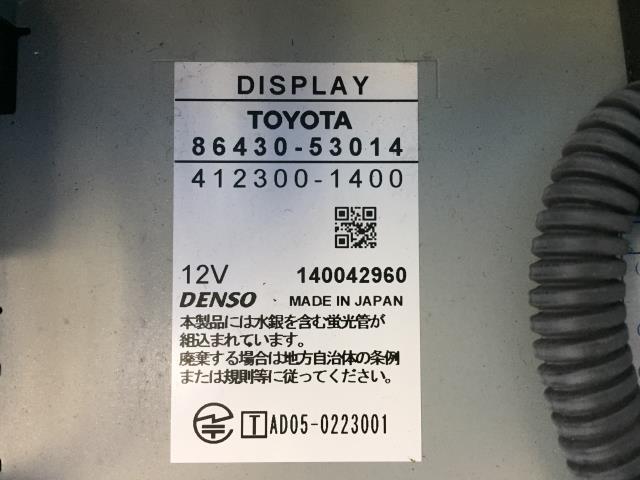 DISPLAY
TOYOTA
86430-53014
412300-1400
12V 140042960
DENSO MADE IN JAPAN
本製品には水銀を含む蛍光管が
組込まれています。
廃棄する場合は地方自治体の条例
または規則等に従ってください。
T AD05-0223001